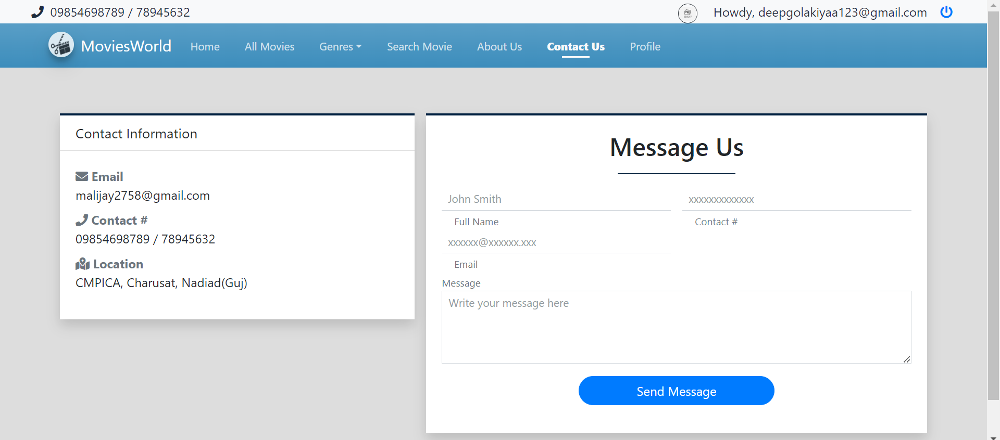 09854698789 / 78945632
Howdy, deepgolakiyaa123@gmail.com
MoviesWorld
Home
All Movies
Genres
Search Movie
About Us
Contact Us
Profile
Contact Information
Email
malijay2758@gmail.com
Contact #
09854698789 / 78945632
Location
CMPICA, Charusat, Nadiad(Guj)
Message Us
John Smith
xxxxxxxxxxxxx
Full Name
Contact #
xxxxxx@xxxxxx.xxx
Email
Message
Write your message here
Send Message